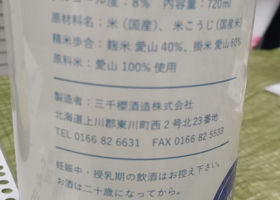 ル度：8% 内容量：720ml
原材料名：米（国産）、米こうじ（国産米）
精米歩合：麹米 愛山 40%、掛米 愛山 60%
原料米：愛山 100% 使用
製造者：三千櫻酒造株式会社
北海道上川郡東川町西 2 号北 23 番地
TEL 0166 82 6631 FAX 0166 82 5533
妊娠中・授乳期の飲酒はお控え下さい。
お酒は二十歳になってから。